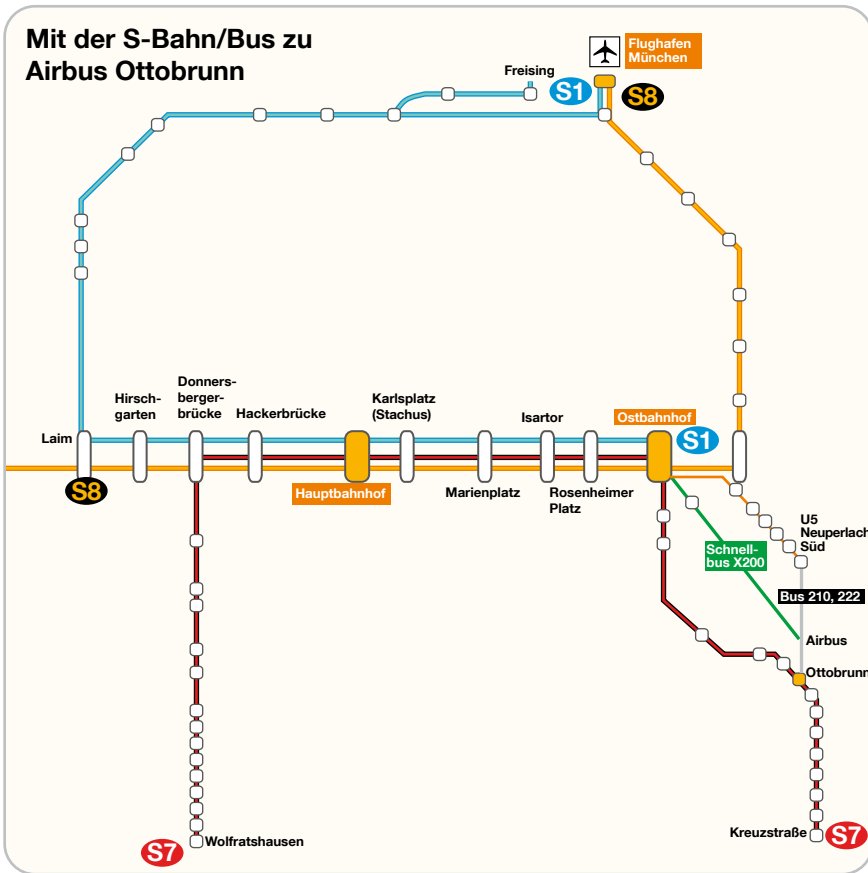 Mit der S-Bahn/Bus zu
Airbus Ottobrunn
Flughafen
München
Freising
S1
S8
Donners-
berger-
brücke
Hirsch-
garten
Hackerbrücke
Karlsplatz
(Stachus)
Isartor
Ostbahnhof
Laim
S1
S8
Hauptbahnhof
Marienplatz
Rosenheimer
Platz
U5
Neuperlach
Süd
Schnell-
bus X200
Bus 210, 222
Airbus
Ottobrunn
Kreuzstraße
S7
Wolfratshausen
S7